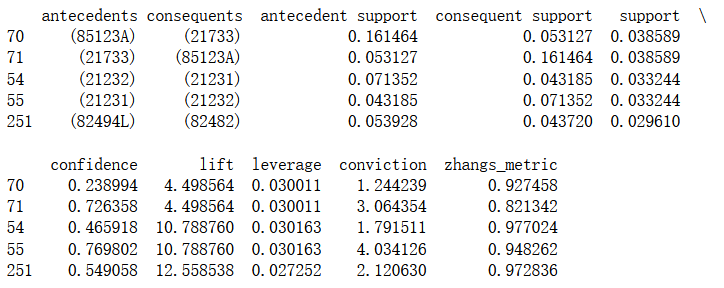 antecedents consequents antecedent support consequent support support \
70 (85123A) (21733) 0.161464 0.053127 0.038589
71 (21733) (85123A) 0.053127 0.161464 0.038589
54 (21232) (21231) 0.071352 0.043185 0.033244
55 (21231) (21232) 0.043185 0.071352 0.033244
251 (82494L) (82482) 0.053928 0.043720 0.029610
confidence lift leverage conviction zhangs_metric
70 0.238994 4.498564 0.030011 1.244239 0.927458
71 0.726358 4.498564 0.030011 3.064354 0.821342
54 0.465918 10.788760 0.030163 1.791511 0.977024
55 0.769802 10.788760 0.030163 4.034126 0.948262
251 0.549058 12.558538 0.027252 2.120630 0.972836